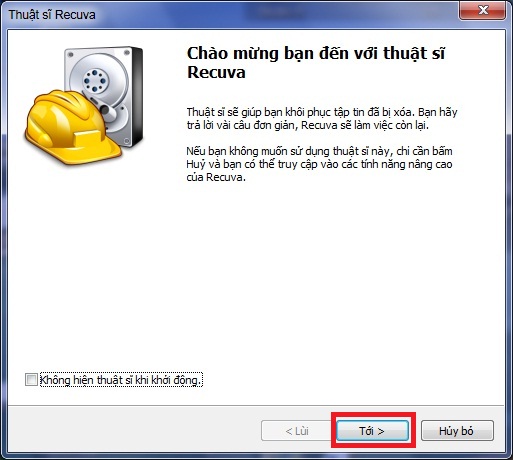 Thuật sĩ Recuva
Chào mừng bạn đến với thuật sĩ
Recuva
Thuật sĩ sẽ giúp bạn khôi phục tập tin đã bị xóa. Bạn hãy
trả lời vài câu đơn giản, Recuva sẽ làm việc còn lại.
Nếu bạn không muốn sử dụng thuật sĩ này, chỉ cần bấm
Huỷ và bạn có thể truy cập vào các tính năng nâng cao
của Recuva.
Không hiện thuật sĩ khi khởi động.
< Lùi
Tới >
Hủy bỏ